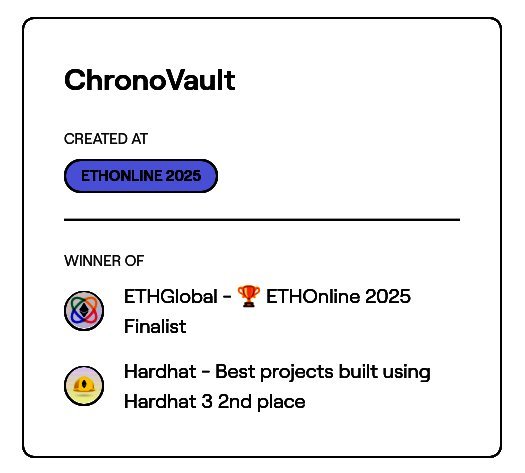 ChronoVault
CREATED AT
ETHONLINE 2025
WINNER OF
ETHGlobal - 🏆 ETHOnline 2025
Finalist
Hardhat - Best projects built using
Hardhat 3 2nd place